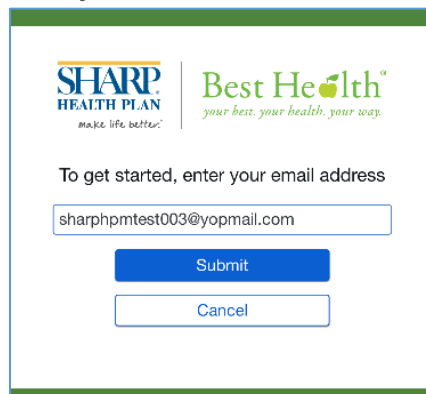 SHARP.
HEALTH PLAN
make life better.™
Best Health®
your best. your health. your way.
To get started, enter your email address
sharphpmtest003@yopmail.com
Submit
Cancel